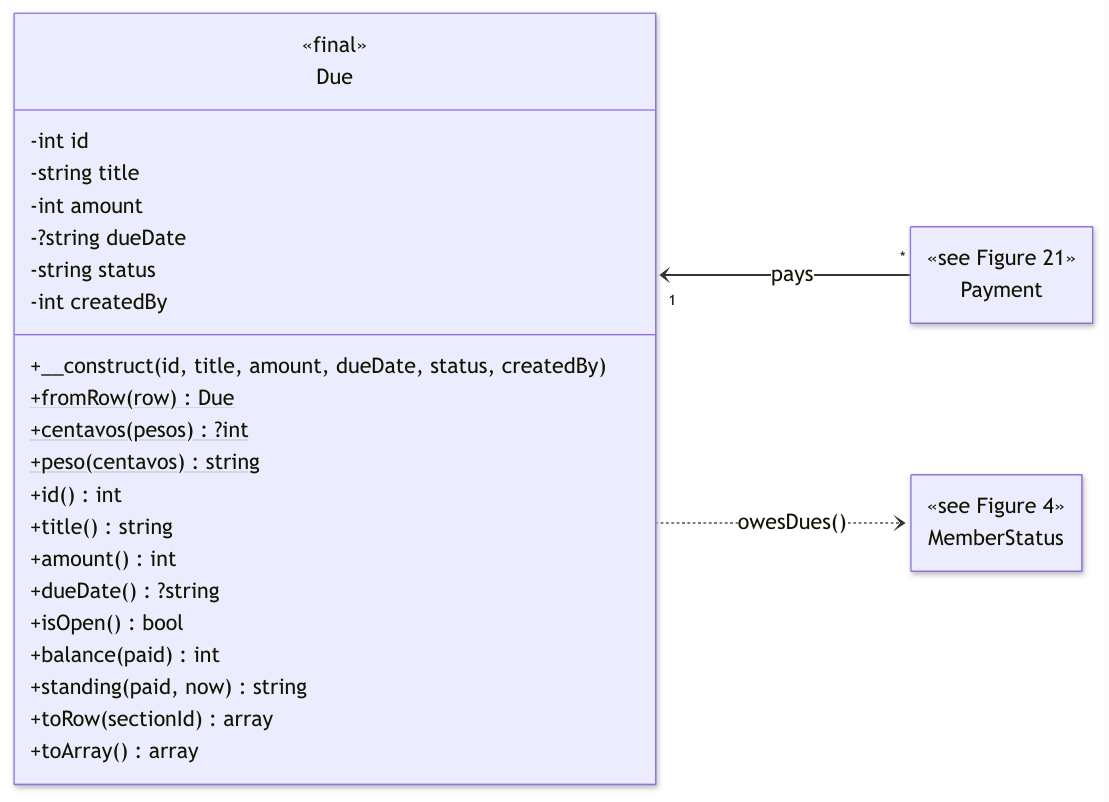 «final»
Due
-int id
-string title
-int amount
-?string dueDate
-string status
-int createdBy
+__construct(id, title, amount, dueDate, status, createdBy)
+fromRow(row) : Due
+centavos(pesos) : ?int
+peso(centavos) : string
+id() : int
+title() : string
+amount() : int
+dueDate() : ?string
+isOpen() : bool
+balance(paid) : int
+standing(paid, now) : string
+toRow(sectionId) : array
+toArray() : array
1
pays
*
«see Figure 21»
Payment
owesDues()
«see Figure 4»
MemberStatus